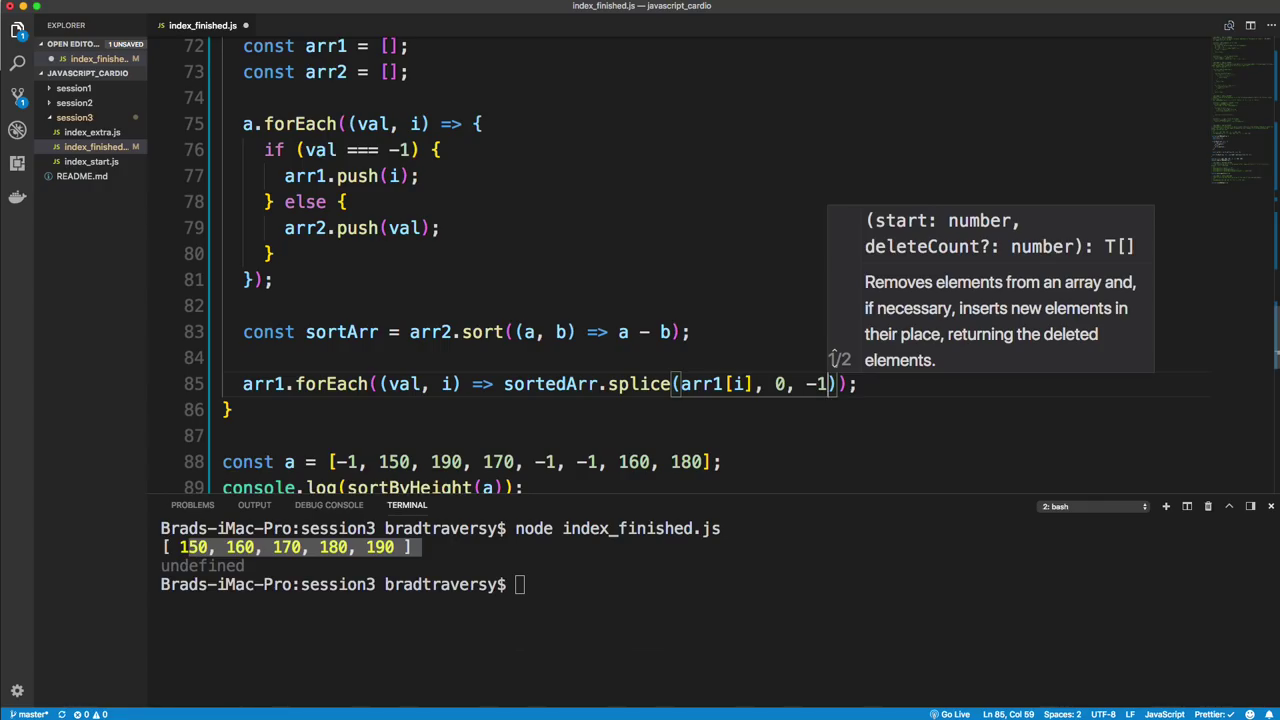 index_finished.js — javascript_cardio
EXPLORER
OPEN EDITO... 1 UNSAVED
index_finishe... M
JAVASCRIPT_CARDIO
session1
session2
session3
JS index_extra.js
JS index_finished... M
JS index_start.js
README.md
JS index_finished.js
72 const arr1 = [];
73 const arr2 = [];
74
75 a.forEach((val, i) => {
76 if (val === -1) {
77 arr1.push(i);
78 } else {
79 arr2.push(val);
80 }
81 });
82
83 const sortArr = arr2.sort((a, b) => a - b);
84
85 arr1.forEach((val, i) => sortedArr.splice(arr1[i], 0, -1));
86 }
87
88 const a = [-1, 150, 190, 170, -1, -1, 160, 180];
89 console.log(sortByHeight(a));
(start: number,
deleteCount?: number): T[]
Removes elements from an array and,
if necessary, inserts new elements in
their place, returning the deleted
elements.
1/2
PROBLEMS OUTPUT DEBUG CONSOLE TERMINAL 2: bash
Brads-iMac-Pro:session3 bradtraversy$ node index_finished.js
[ 150, 160, 170, 180, 190 ]
undefined
Brads-iMac-Pro:session3 bradtraversy$
master* 0 0 Go Live Ln 85, Col 59 Spaces: 2 UTF-8 LF JavaScript Prettier: ✓